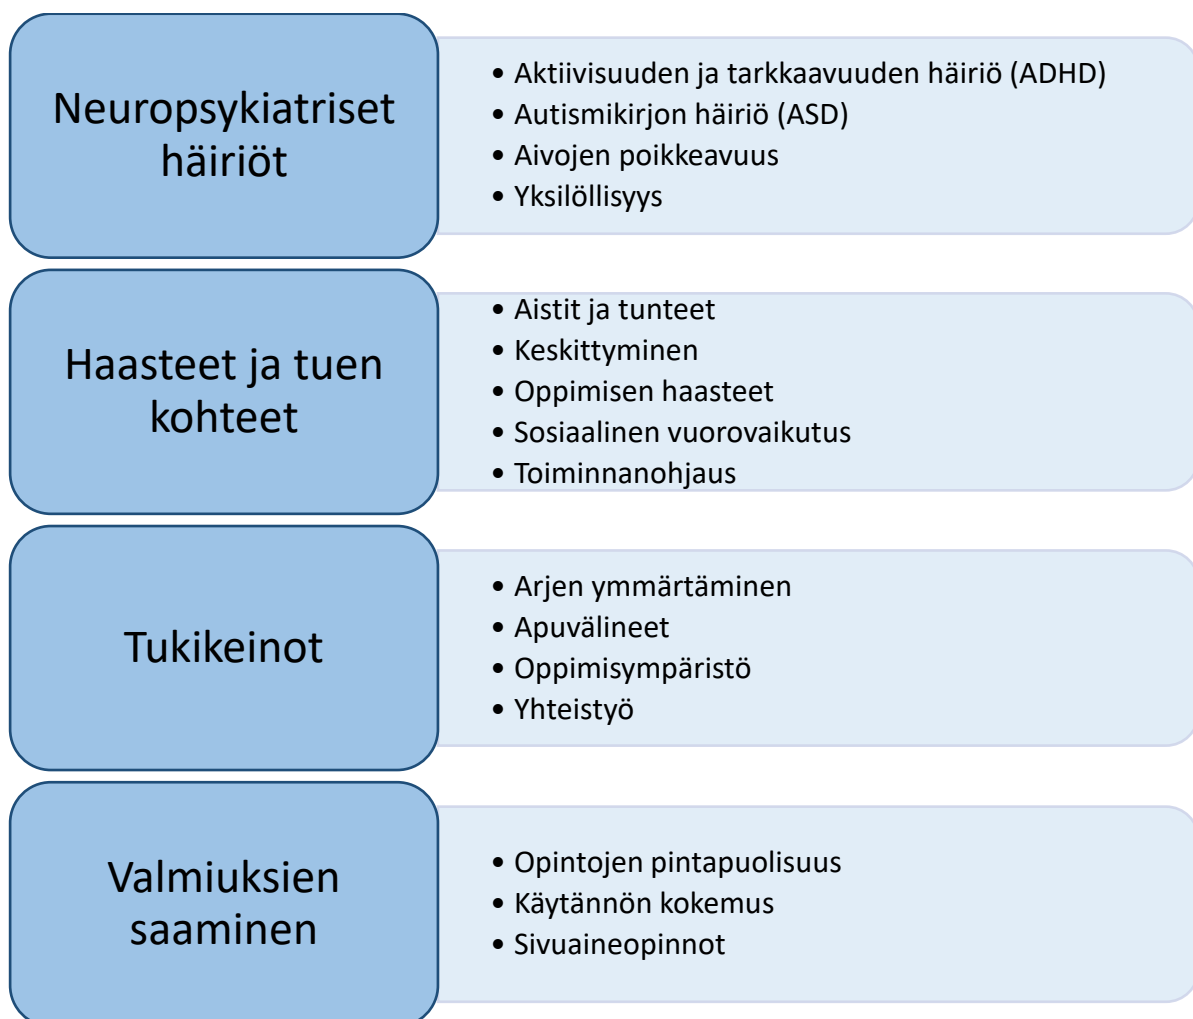 Neuropsykiatriset
häiriöt
• Aktiivisuuden ja tarkkaavuuden häiriö (ADHD)
• Autismikirjon häiriö (ASD)
• Aivojen poikkeavuus
• Yksilöllisyys
Haasteet ja tuen
kohteet
• Aistit ja tunteet
• Keskittyminen
• Oppimisen haasteet
• Sosiaalinen vuorovaikutus
• Toiminnanohjaus
Tukikeinot
• Arjen ymmärtäminen
• Apuvälineet
• Oppimisympäristö
• Yhteistyö
Valmiuksien
saaminen
• Opintojen pintapuolisuus
• Käytännön kokemus
• Sivuaineopinnot